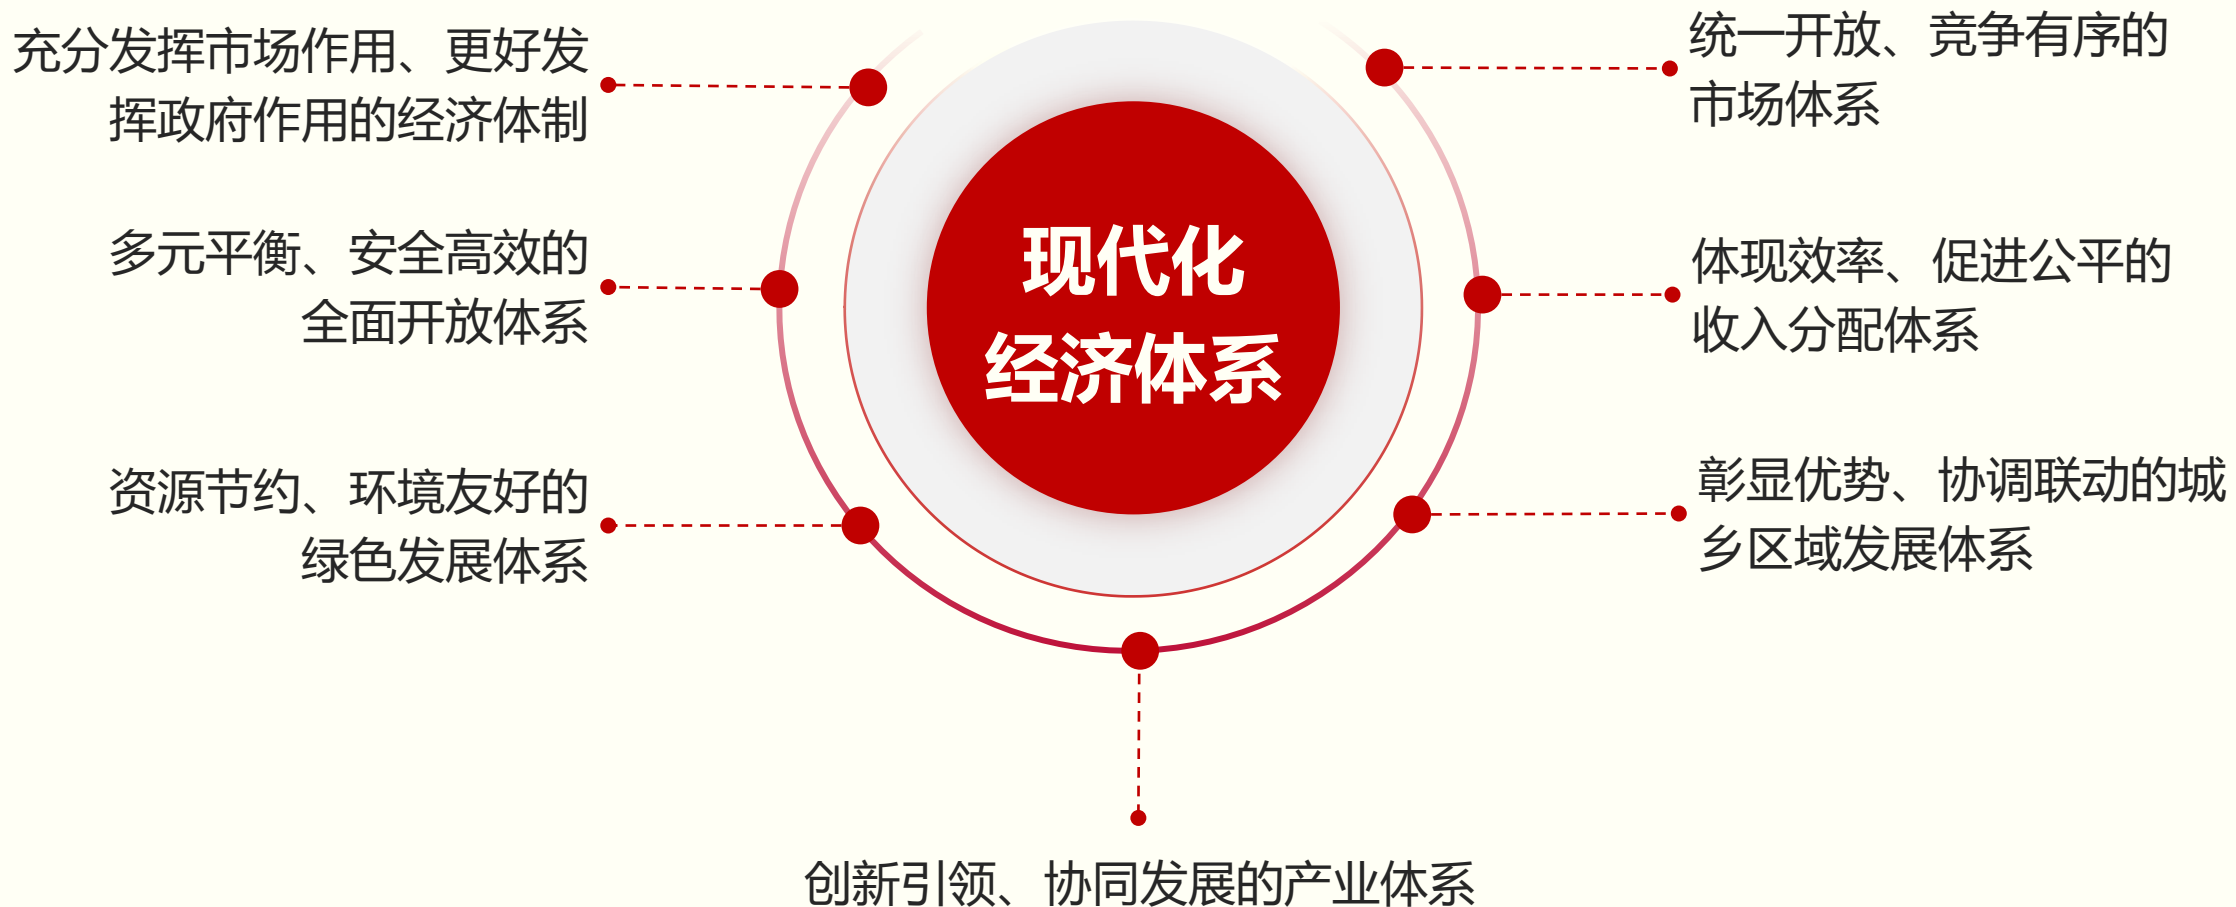 充分发挥市场作用、更好发
挥政府作用的经济体制
多元平衡、安全高效的
全面开放体系
资源节约、环境友好的
绿色发展体系
现代化
经济体系
统一开放、竞争有序的
市场体系
体现效率、促进公平的
收入分配体系
彰显优势、协调联动的城
乡区域发展体系
创新引领、协同发展的产业体系